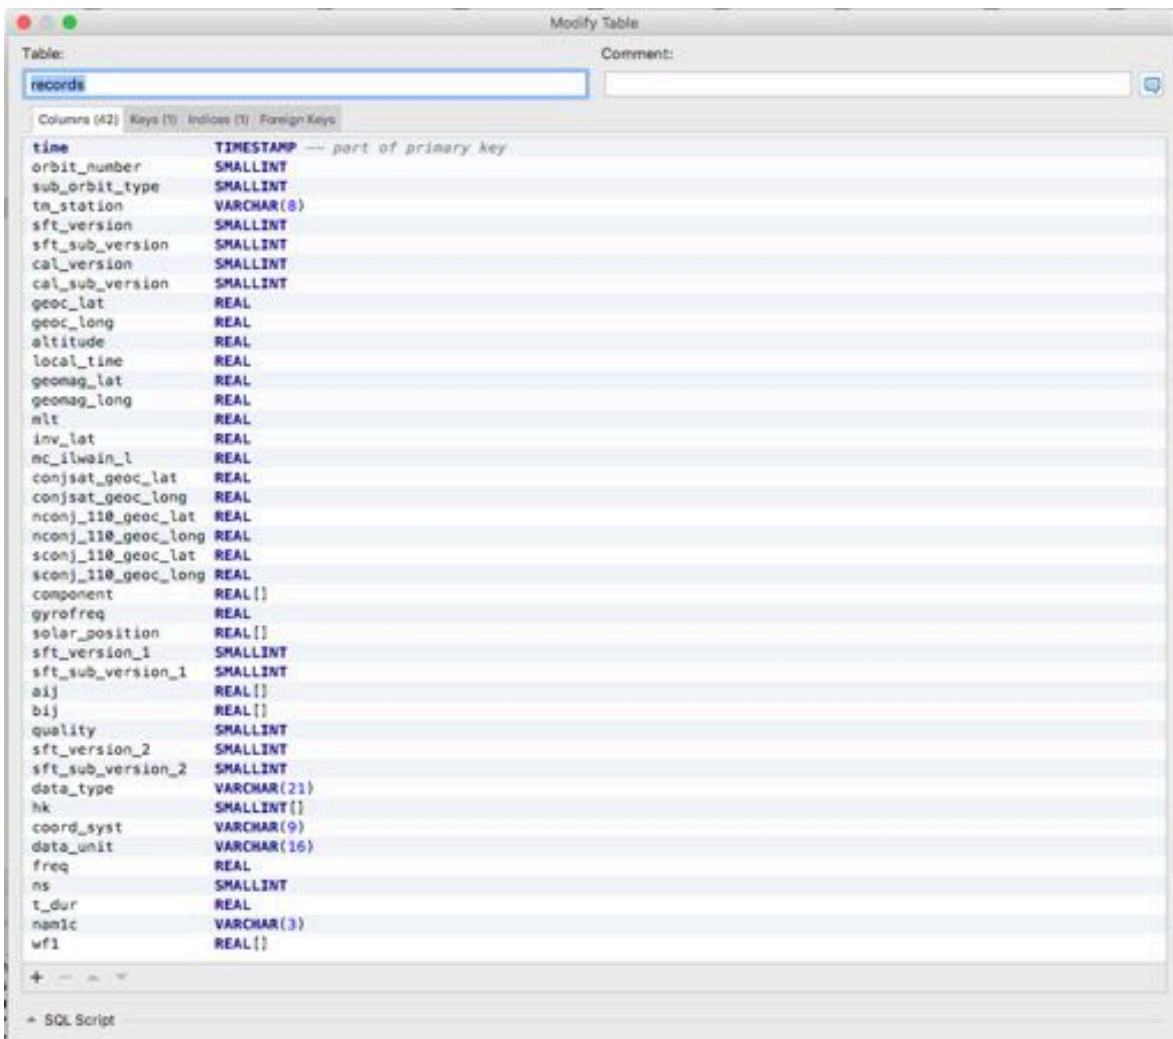 Modify Table
Table: Comment:
records
Columns (42) Keys (1) Indices (1) Foreign Keys
time TIMESTAMP -- part of primary key
orbit_number SMALLINT
sub_orbit_type SMALLINT
tm_station VARCHAR(8)
sft_version SMALLINT
sft_sub_version SMALLINT
cal_version SMALLINT
cal_sub_version SMALLINT
geoc_lat REAL
geoc_long REAL
altitude REAL
local_time REAL
geomag_lat REAL
geomag_long REAL
mlt REAL
inv_lat REAL
mc_ilwain_l REAL
conjsat_geoc_lat REAL
conjsat_geoc_long REAL
nconj_110_geoc_lat REAL
nconj_110_geoc_long REAL
sconj_110_geoc_lat REAL
sconj_110_geoc_long REAL
component REAL[]
gyrofreq REAL
solar_position REAL[]
sft_version_1 SMALLINT
sft_sub_version_1 SMALLINT
aij REAL[]
bij REAL[]
quality SMALLINT
sft_version_2 SMALLINT
sft_sub_version_2 SMALLINT
data_type VARCHAR(21)
hk SMALLINT[]
coord_syst VARCHAR(9)
data_unit VARCHAR(16)
freq REAL
ns SMALLINT
t_dur REAL
nam1c VARCHAR(3)
wf1 REAL[]
SQL Script